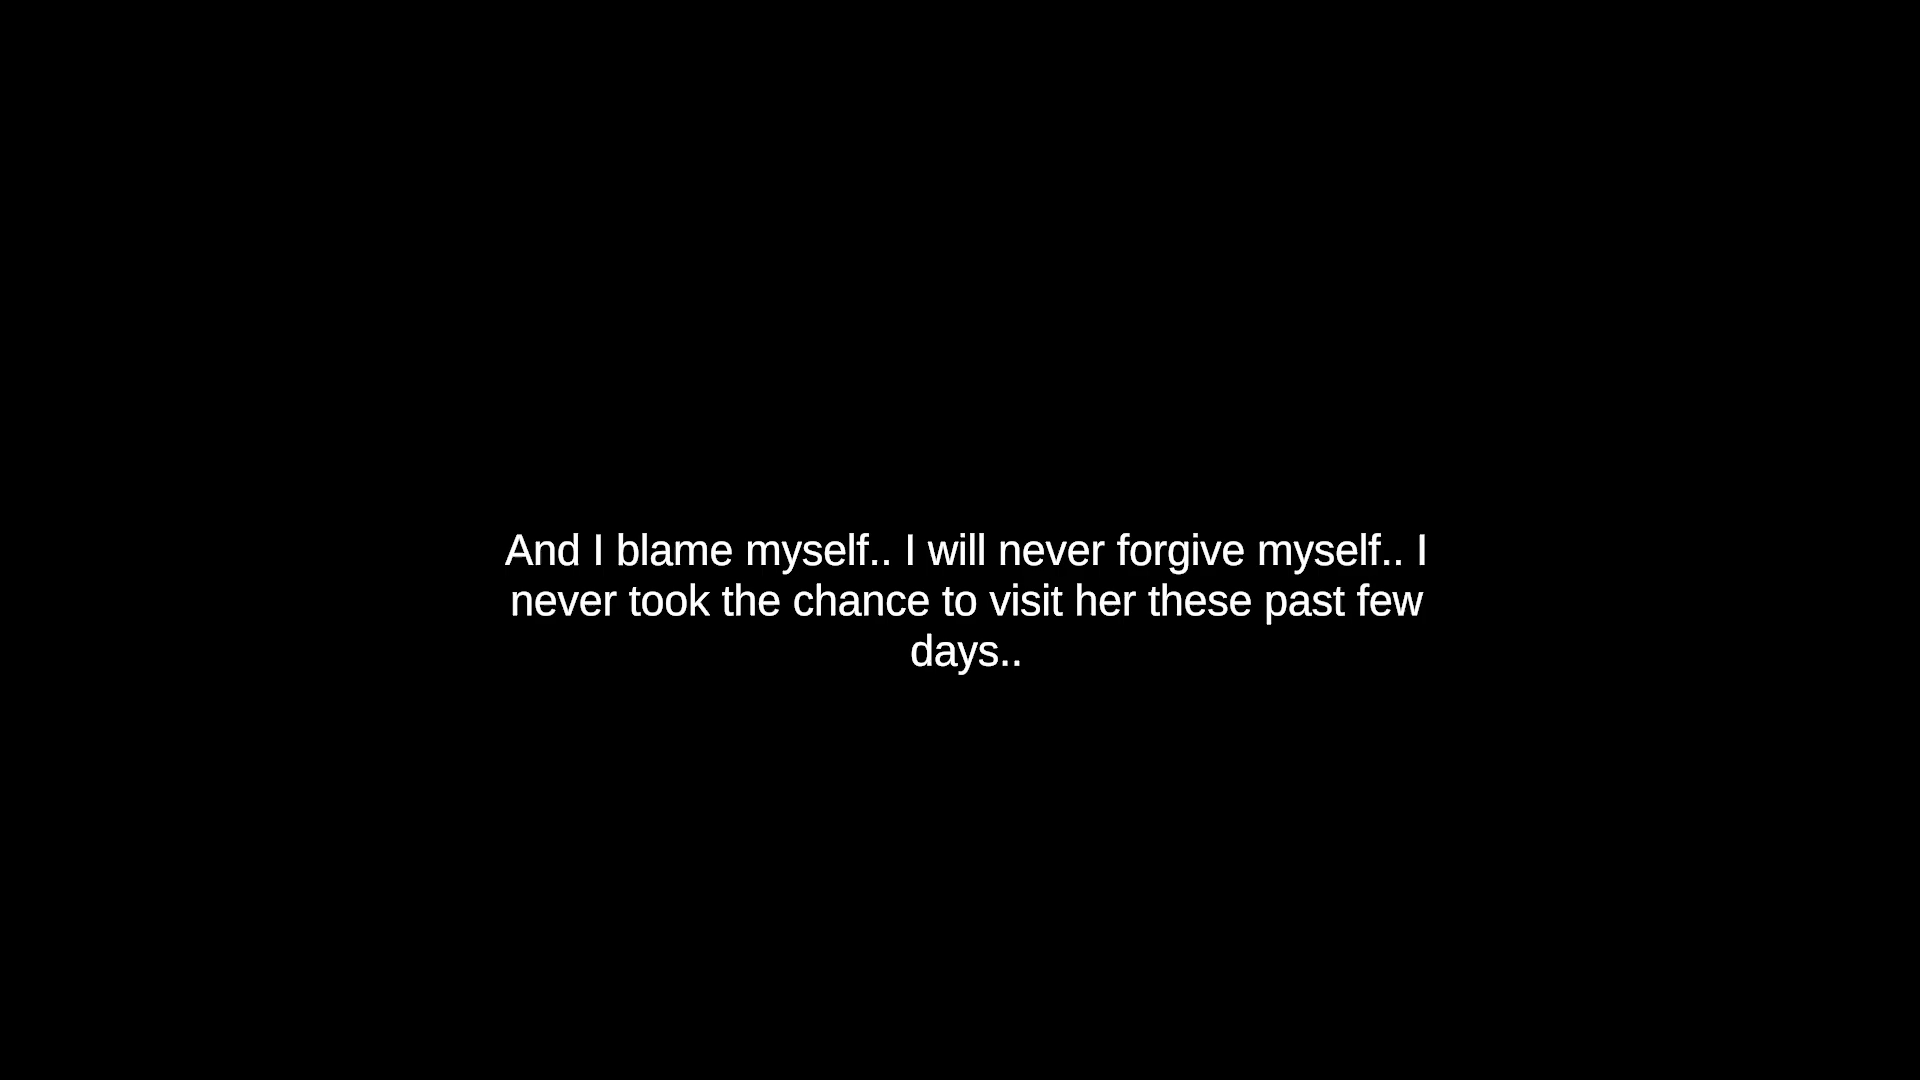 And I blame myself.. I will never forgive myself.. I
never took the chance to visit her these past few
days..